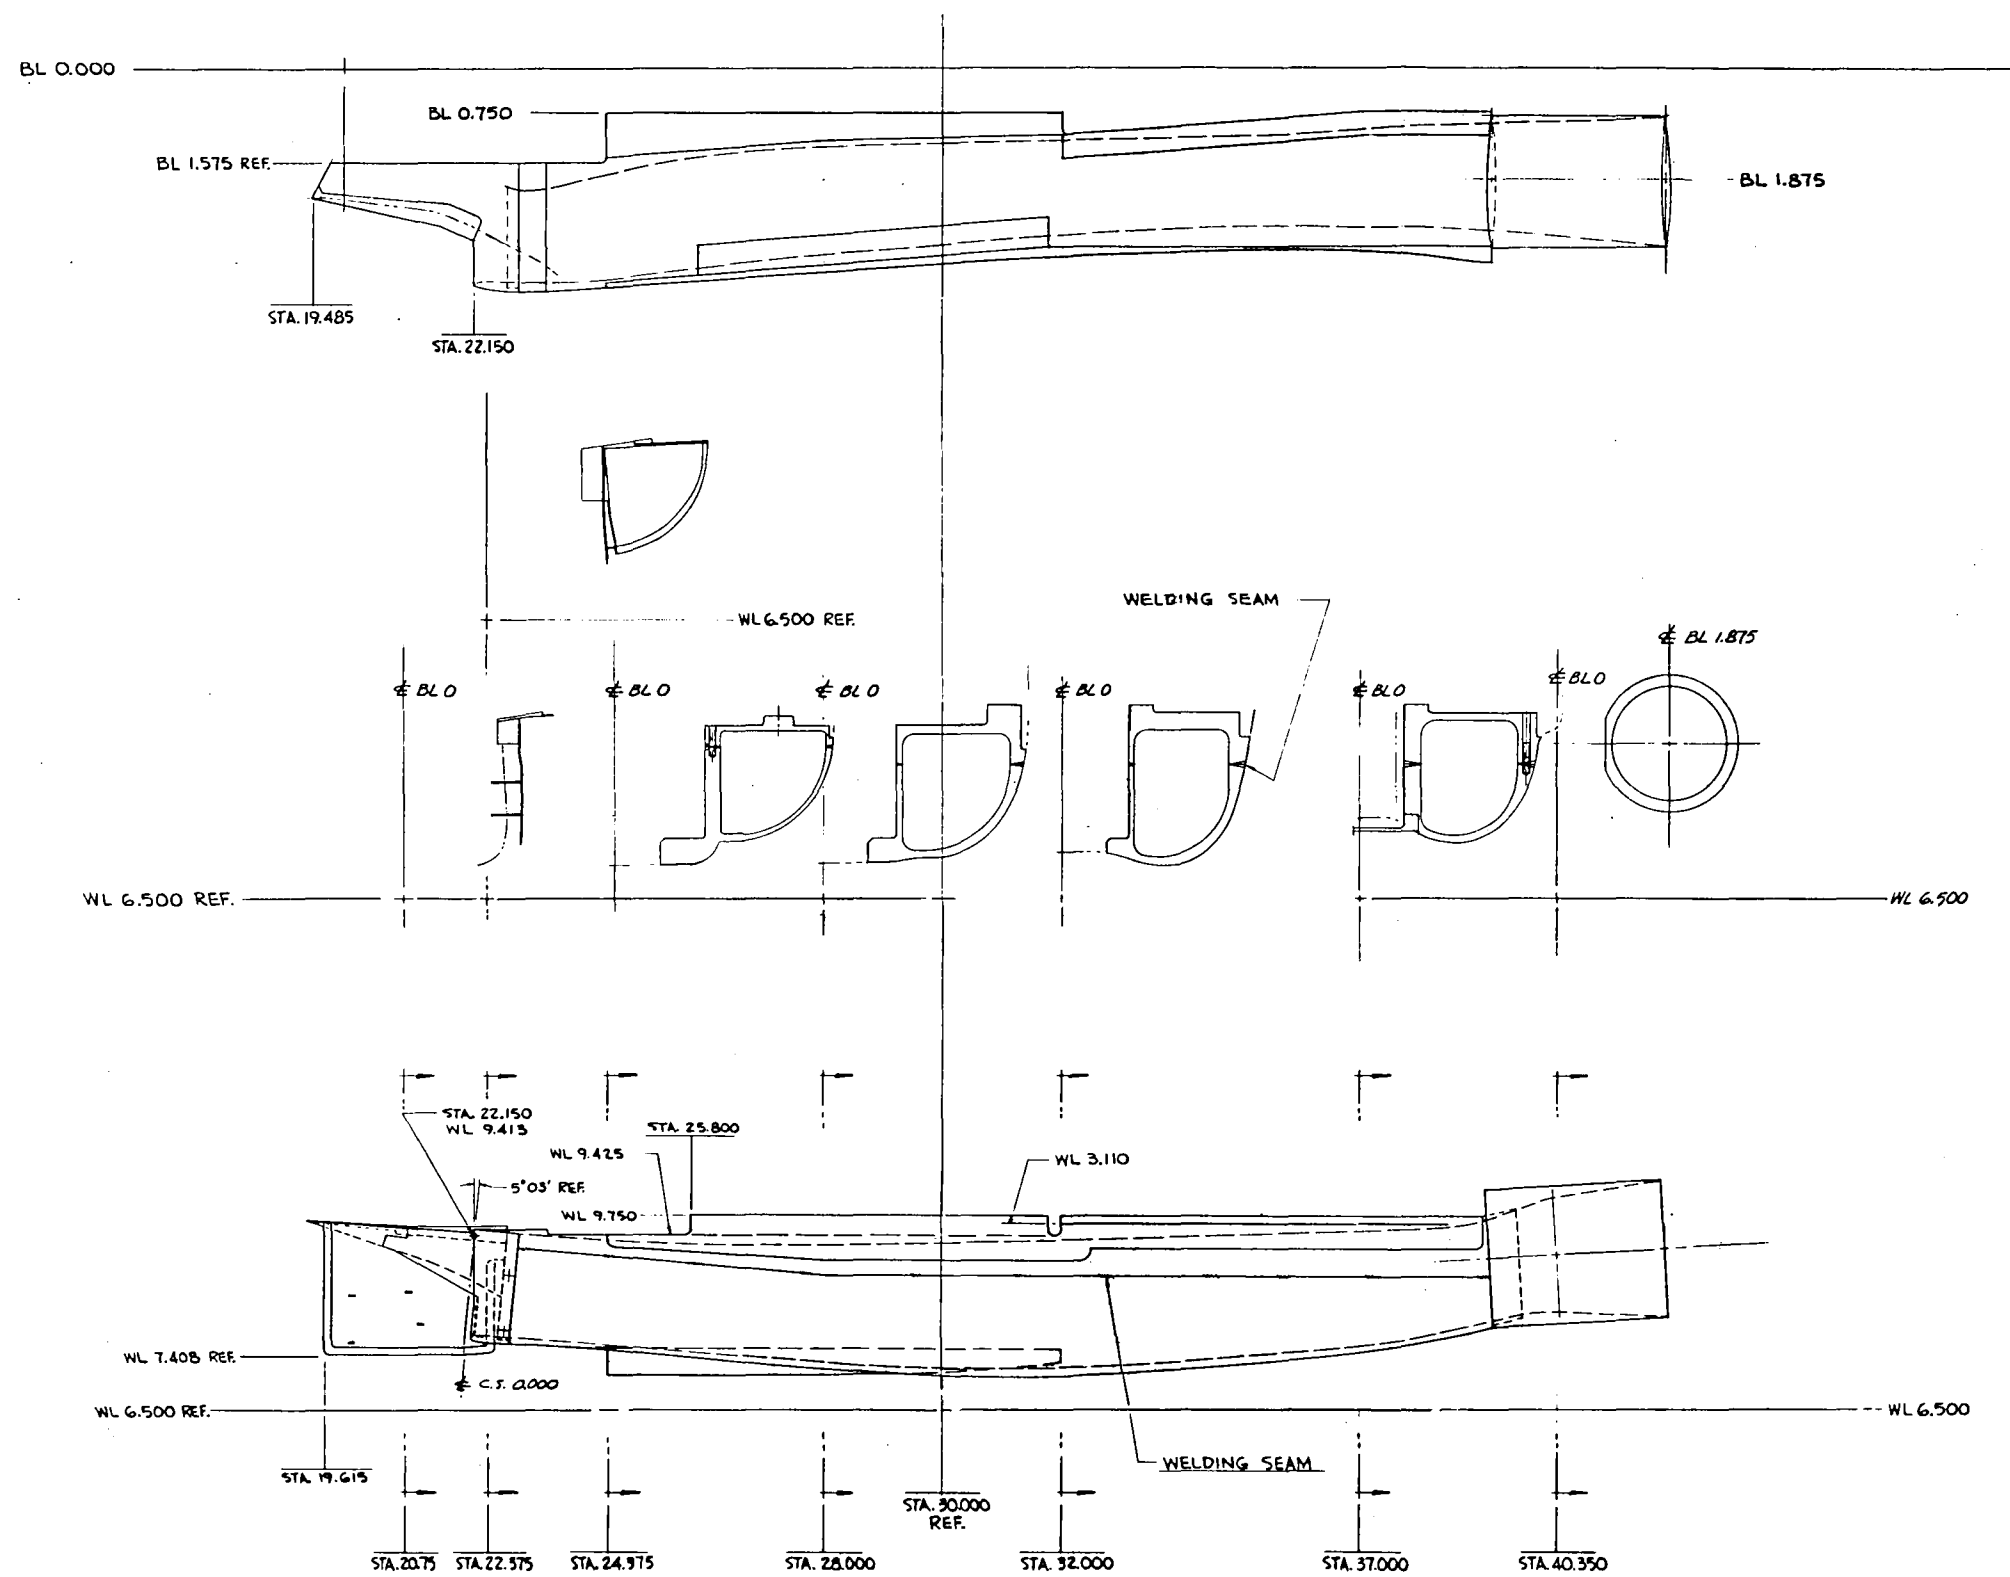 BL 0.000
BL 0.750
BL 1.575 REF.
BL 1.875
STA. 19.485
STA. 22.150
WELDING SEAM
WL 6.500 REF.
℄ BL 1.875
℄ BL 0
℄ BL 0
℄ BL 0
℄ BL 0
℄ BL 0
℄ BL 0
WL 6.500 REF.
WL 6.500
STA. 22.150
WL 9.413
STA. 25.800
WL 9.425
WL 3.110
5°03' REF.
WL 9.750
WL 7.408 REF.
℄ C.S. 0.000
WL 6.500 REF.
WL 6.500
WELDING SEAM
STA. 19.615
STA. 30.000
REF.
STA. 20.75
STA. 22.375
STA. 24.975
STA. 28.000
STA. 32.000
STA. 37.000
STA. 40.350